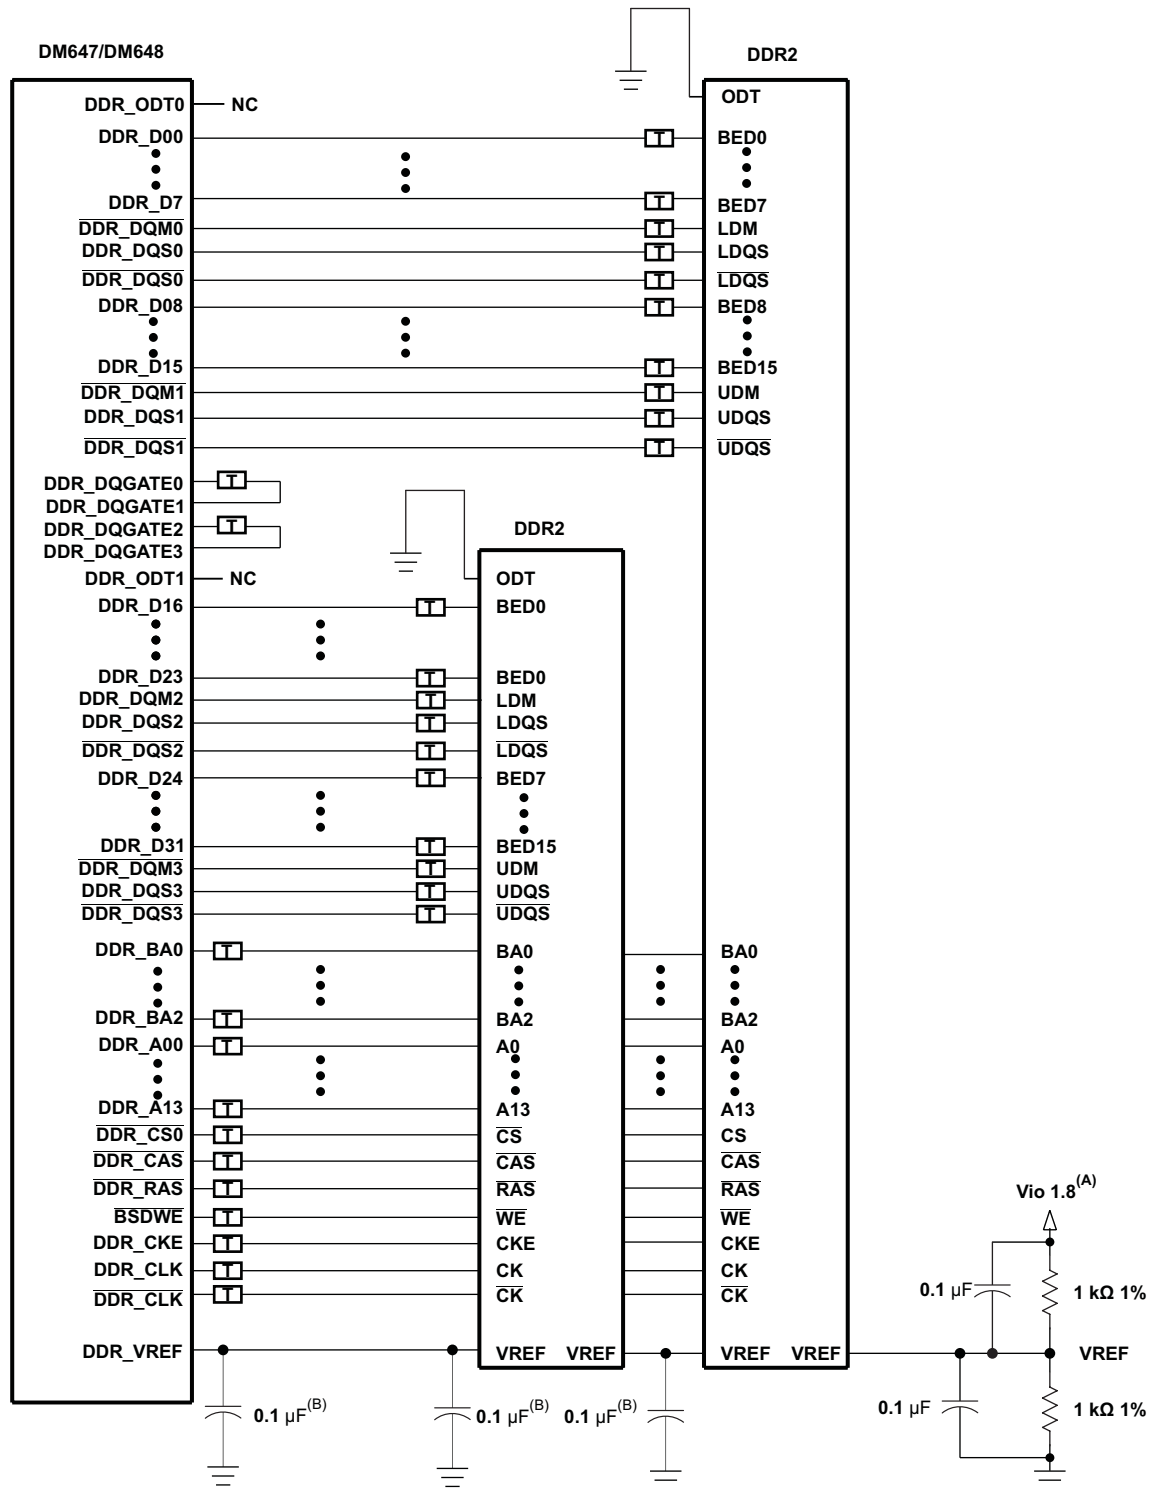 DM647/DM648
DDR2
DDR_ODT0 NC ODT
DDR_D00 T BED0
DDR_D7 T BED7
DDR_DQM0 T LDM
DDR_DQS0 T LDQS
DDR_DQS0 T LDQS
DDR_D08 T BED8
DDR_D15 T BED15
DDR_DQM1 T UDM
DDR_DQS1 T UDQS
DDR_DQS1 T UDQS
DDR_DQGATE0 T
DDR_DQGATE1
DDR_DQGATE2 T
DDR_DQGATE3
DDR2
DDR_ODT1 NC ODT
DDR_D16 T BED0
DDR_D23 T BED0
DDR_DQM2 T LDM
DDR_DQS2 T LDQS
DDR_DQS2 T LDQS
DDR_D24 T BED7
DDR_D31 T BED15
DDR_DQM3 T UDM
DDR_DQS3 T UDQS
DDR_DQS3 T UDQS
DDR_BA0 T BA0 BA0
DDR_BA2 T BA2 BA2
DDR_A00 T A0 A0
DDR_A13 T A13 A13
DDR_CS0 T CS CS
DDR_CAS T CAS CAS
DDR_RAS T RAS RAS
Vio 1.8(A)
BSDWE T WE WE
DDR_CKE T CKE CKE
DDR_CLK T CK CK
DDR_CLK T CK CK
0.1 µF 1 kΩ 1%
DDR_VREF VREF VREF VREF VREF VREF
0.1 µF(B) 0.1 µF(B) 0.1 µF(B) 0.1 µF 1 kΩ 1%